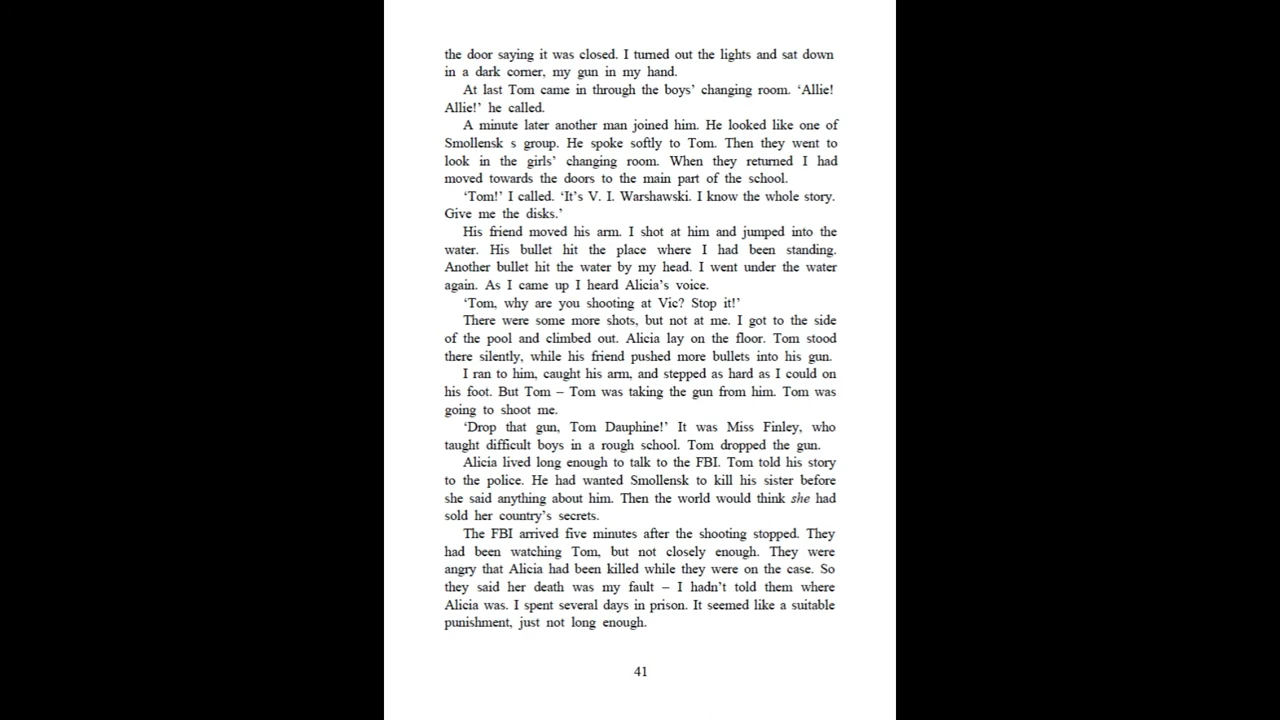 the door saying it was closed. I turned out the lights and sat down
in a dark corner, my gun in my hand.
At last Tom came in through the boys’ changing room. ‘Allie!
Allie!’ he called.
A minute later another man joined him. He looked like one of
Smollensk s group. He spoke softly to Tom. Then they went to
look in the girls’ changing room. When they returned I had
moved towards the doors to the main part of the school.
‘Tom!’ I called. ‘It’s V. I. Warshawski. I know the whole story.
Give me the disks.’
His friend moved his arm. I shot at him and jumped into the
water. His bullet hit the place where I had been standing.
Another bullet hit the water by my head. I went under the water
again. As I came up I heard Alicia’s voice.
‘Tom, why are you shooting at Vic? Stop it!’
There were some more shots, but not at me. I got to the side
of the pool and climbed out. Alicia lay on the floor. Tom stood
there silently, while his friend pushed more bullets into his gun.
I ran to him, caught his arm, and stepped as hard as I could on
his foot. But Tom – Tom was taking the gun from him. Tom was
going to shoot me.
‘Drop that gun, Tom Dauphine!’ It was Miss Finley, who
taught difficult boys in a rough school. Tom dropped the gun.
Alicia lived long enough to talk to the FBI. Tom told his story
to the police. He had wanted Smollensk to kill his sister before
she said anything about him. Then the world would think she had
sold her country’s secrets.
The FBI arrived five minutes after the shooting stopped. They
had been watching Tom, but not closely enough. They were
angry that Alicia had been killed while they were on the case. So
they said her death was my fault – I hadn’t told them where
Alicia was. I spent several days in prison. It seemed like a suitable
punishment, just not long enough.
41